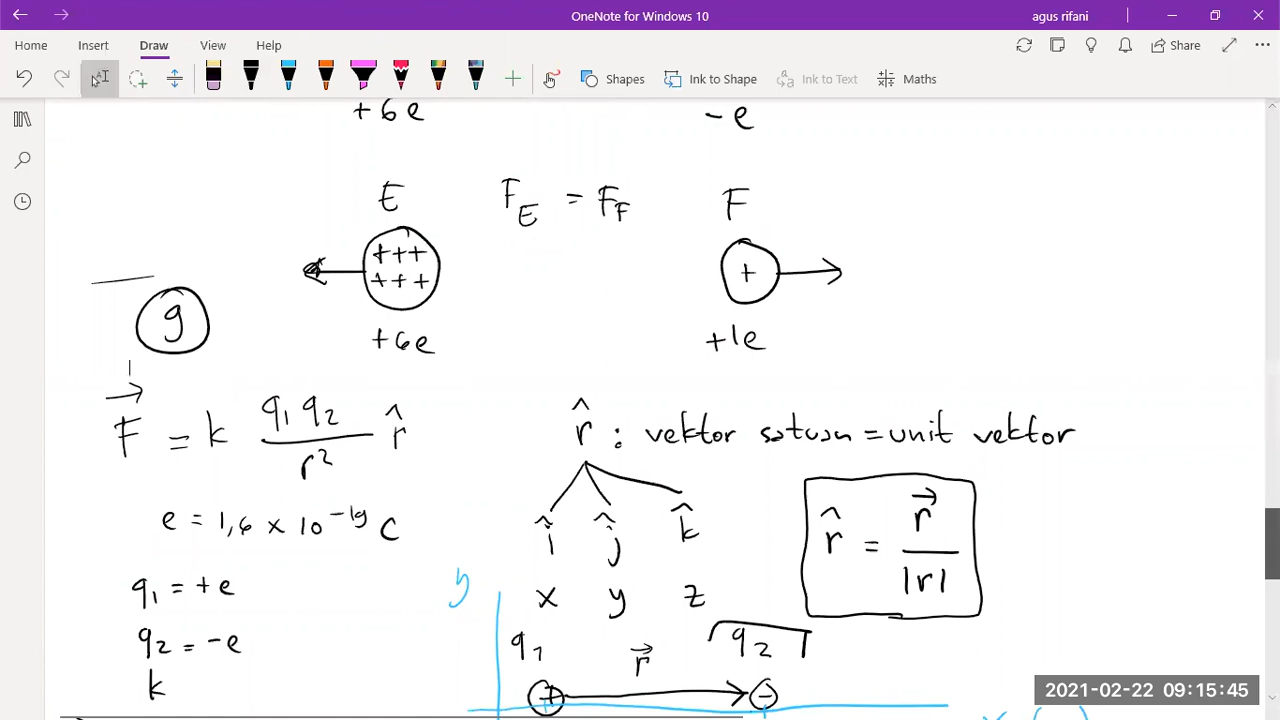 OneNote for Windows 10
agus rifani
Home Insert Draw View Help
Share
Shapes Ink to Shape Ink to Text Maths
+6e -e
E F_E = F_F F
+++ +
+++
+6e +1e
9
F⃗ = k q₁q₂ / r² r̂
r̂ : vektor satuan = unit vektor
î ĵ k̂
r̂ = r⃗ / |r|
e = 1,6 x 10⁻¹⁹ C
x y z
q₁ = +e
y
q₂ = -e
q₁ r⃗ q₂
k
+ -
2021-02-22 09:15:45